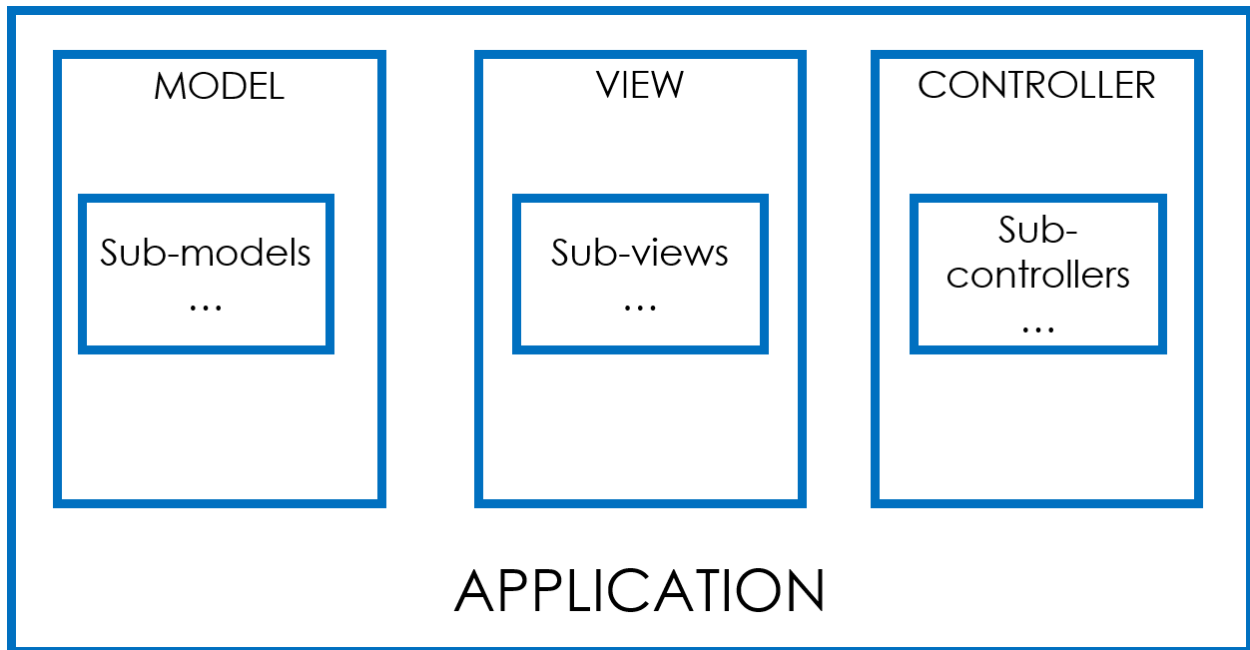 MODEL
Sub-models
...
VIEW
Sub-views
...
CONTROLLER
Sub-
controllers
...
APPLICATION